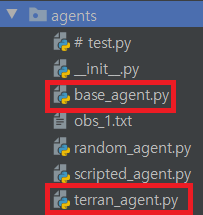 agents
# test.py
__init__.py
base_agent.py
obs_1.txt
random_agent.py
scripted_agent.py
terran_agent.py